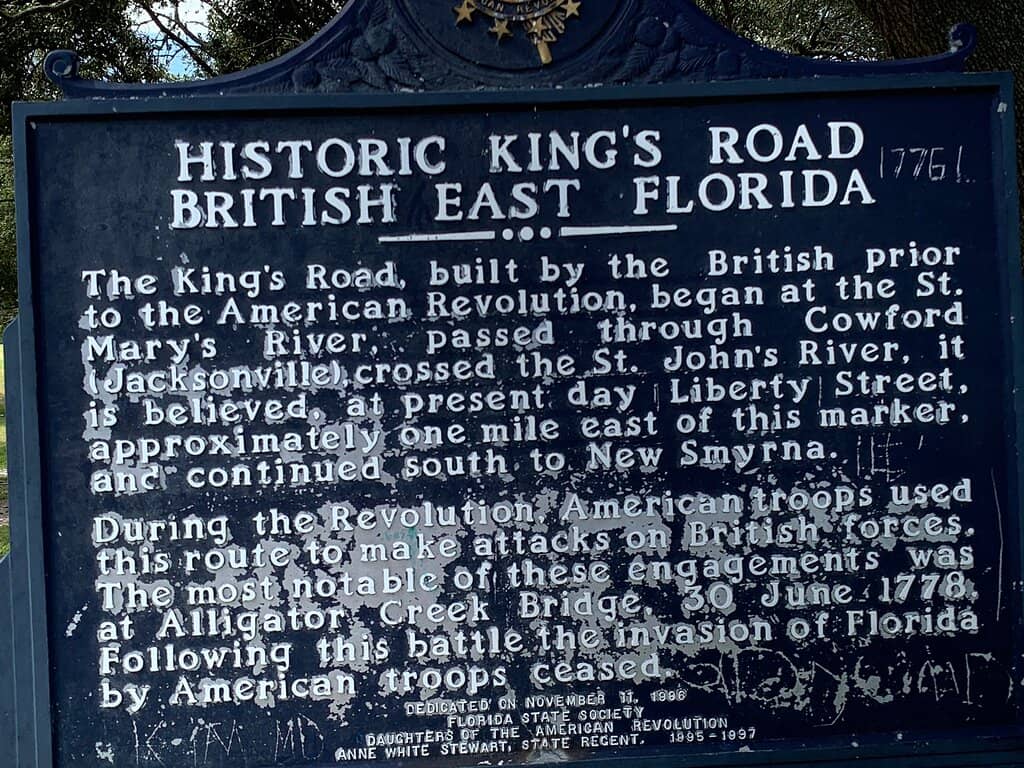 AN REVO
HISTORIC KING'S ROAD
BRITISH EAST FLORIDA
1776
The King's Road, built by the British prior
to the American Revolution, began at the St.
Mary's River, passed through Cowford
(Jacksonville), crossed the St. John's River, it
is believed, at present day Liberty Street,
approximately one mile east of this marker,
and continued south to New Smyrna.
During the Revolution, American troops used
this route to make attacks on British forces.
The most notable of these engagements was
at Alligator Creek Bridge, 30 June 1778.
Following this battle the invasion of Florida
by American troops ceased.
DEDICATED ON NOVEMBER 11, 1996
FLORIDA STATE SOCIETY
DAUGHTERS OF THE AMERICAN REVOLUTION
ANNE WHITE STEWART, STATE REGENT, 1995-1997